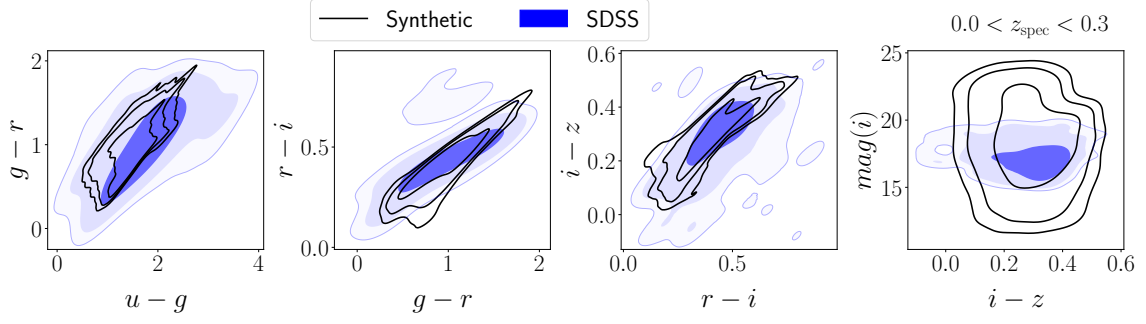 Synthetic SDSS
0.0 < z_spec < 0.3
g − r
2
1
0
0 2 4
u − g
r − i
0.5
0.0
0 1 2
g − r
i − z
0.6
0.4
0.2
0.0
0.0 0.5
r − i
mag(i)
25
20
15
0.0 0.2 0.4 0.6
i − z